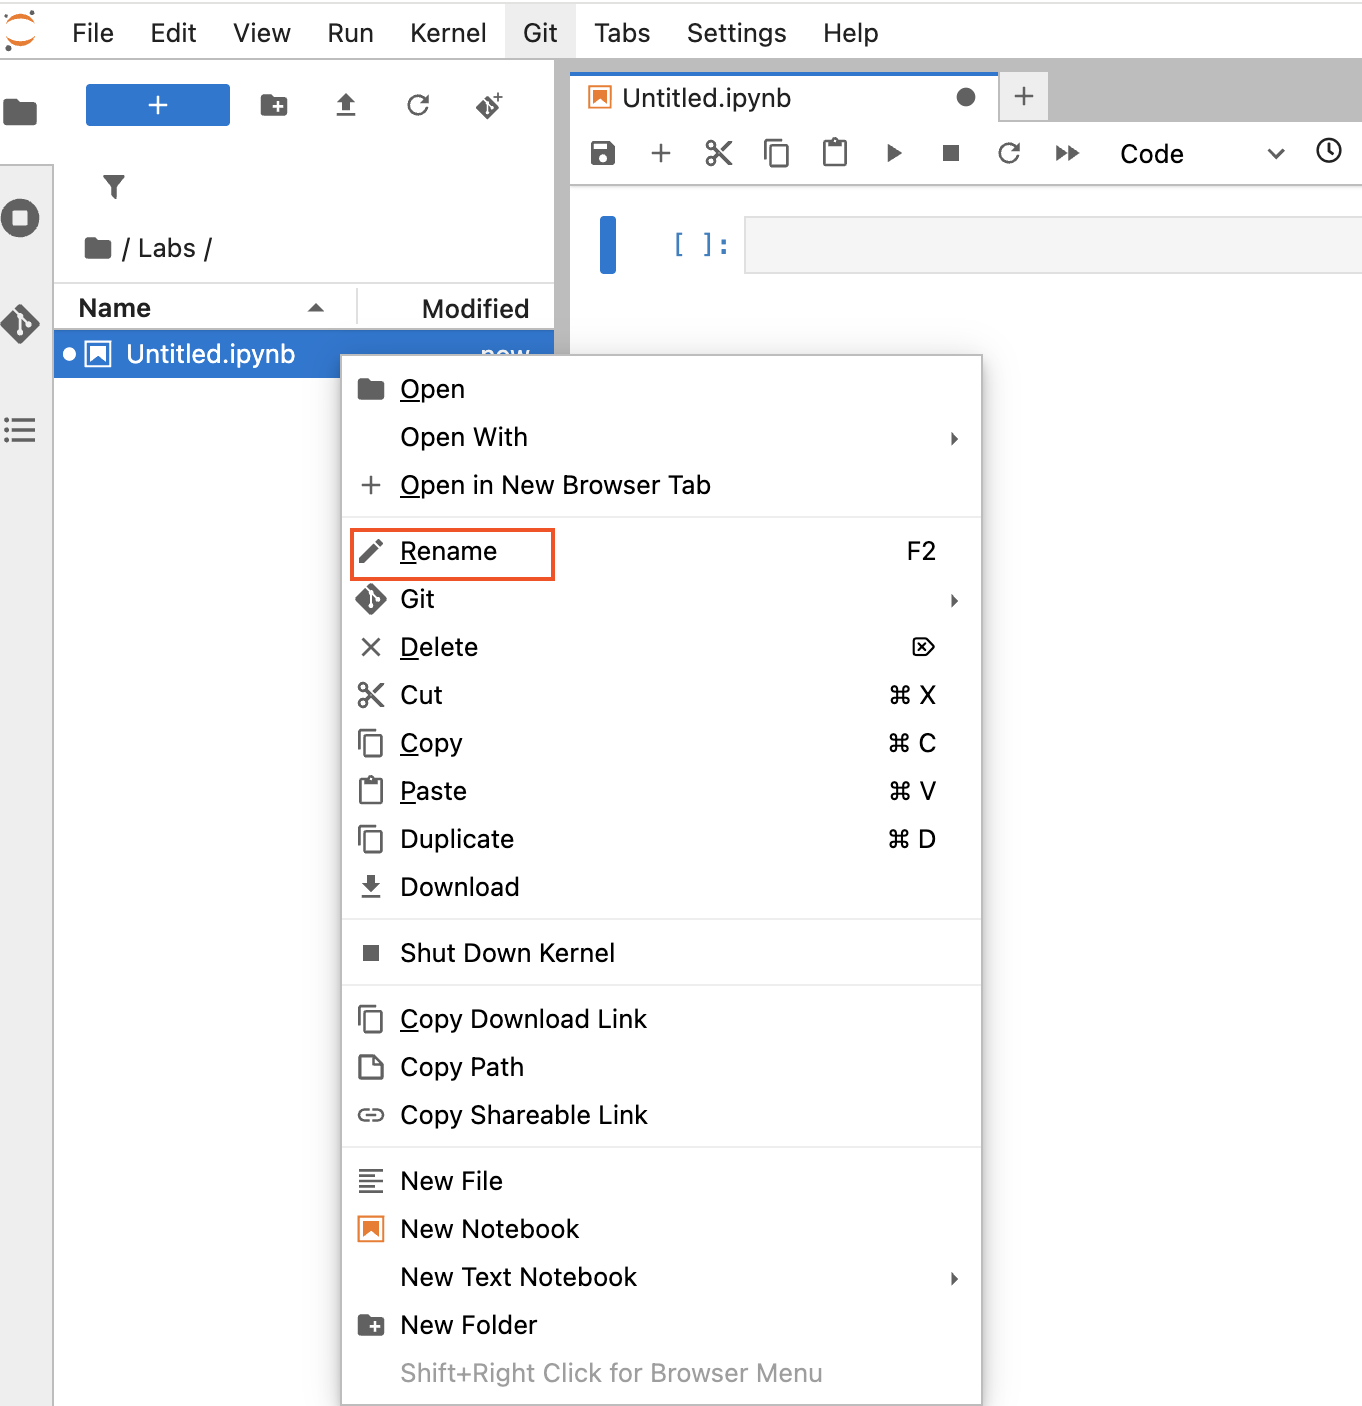 File Edit View Run Kernel Git Tabs Settings Help
Untitled.ipynb
Code
/ Labs /
[ ]:
Name Modified
Untitled.ipynb now
Open
Open With
Open in New Browser Tab
Rename F2
Git
Delete
Cut ⌘ X
Copy ⌘ C
Paste ⌘ V
Duplicate ⌘ D
Download
Shut Down Kernel
Copy Download Link
Copy Path
Copy Shareable Link
New File
New Notebook
New Text Notebook
New Folder
Shift+Right Click for Browser Menu